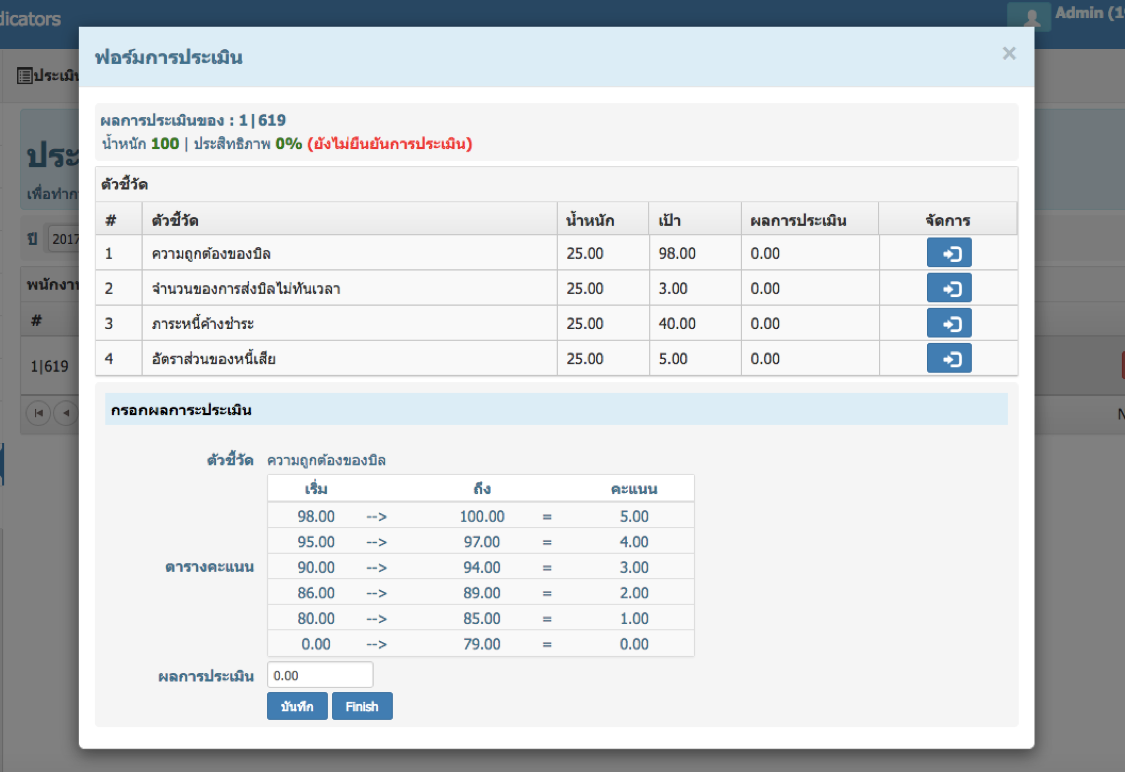 dicators
Admin (19
ฟอร์มการประเมิน ×
ประเมิน
ผลการประเมินของ : 1|619
น้ำหนัก 100 | ประสิทธิภาพ 0% (ยังไม่ยืนยันการประเมิน)
ประ
เพื่อทำก
ปี 2017
พนักงาน
#
1|619
N
ตัวชี้วัด
# ตัวชี้วัด น้ำหนัก เป้า ผลการประเมิน จัดการ
1 ความถูกต้องของบิล 25.00 98.00 0.00
2 จำนวนของการส่งบิลไม่ทันเวลา 25.00 3.00 0.00
3 ภาระหนี้ค้างชำระ 25.00 40.00 0.00
4 อัตราส่วนของหนี้เสีย 25.00 5.00 0.00
กรอกผลการะประเมิน
ตัวชี้วัด ความถูกต้องของบิล
เริ่ม ถึง คะแนน
98.00 --> 100.00 = 5.00
95.00 --> 97.00 = 4.00
ตารางคะแนน 90.00 --> 94.00 = 3.00
86.00 --> 89.00 = 2.00
80.00 --> 85.00 = 1.00
0.00 --> 79.00 = 0.00
ผลการประเมิน 0.00
บันทึก Finish